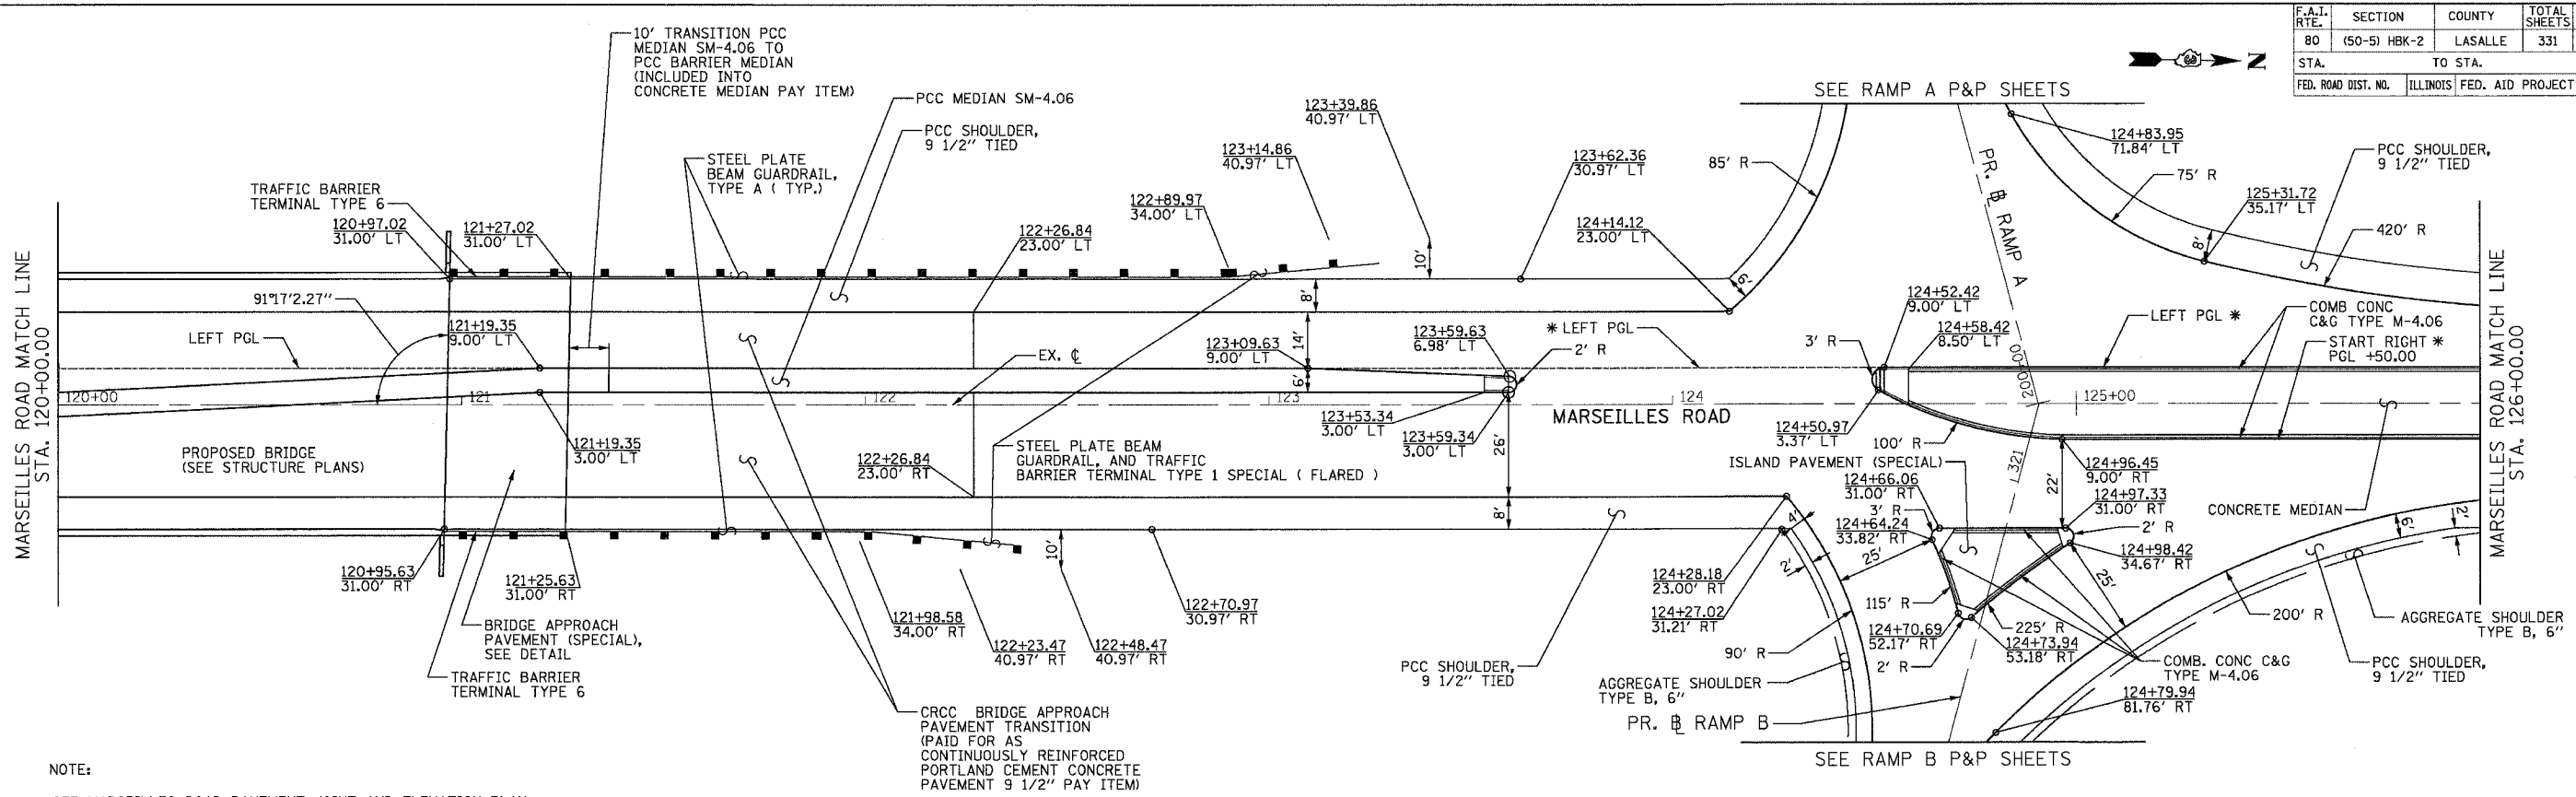 F.A.I. RTE.
SECTION
COUNTY
TOTAL SHEETS
80
(50-5) HBK-2
LASALLE
331
STA.
TO STA.
FED. ROAD DIST. NO.
ILLINOIS
FED. AID PROJECT
N
10' TRANSITION PCC
MEDIAN SM-4.06 TO
PCC BARRIER MEDIAN
(INCLUDED INTO
CONCRETE MEDIAN PAY ITEM)
PCC MEDIAN SM-4.06
PCC SHOULDER,
9 1/2" TIED
STEEL PLATE
BEAM GUARDRAIL,
TYPE A ( TYP.)
TRAFFIC BARRIER
TERMINAL TYPE 6
120+97.02
31.00' LT
121+27.02
31.00' LT
122+26.84
23.00' LT
122+89.97
34.00' LT
123+14.86
40.97' LT
123+39.86
40.97' LT
10'
123+62.36
30.97' LT
124+14.12
23.00' LT
SEE RAMP A P&P SHEETS
85' R
6'
PR. B RAMP A
124+83.95
71.84' LT
75' R
PCC SHOULDER,
9 1/2" TIED
125+31.72
35.17' LT
8'
420' R
MARSEILLES ROAD MATCH LINE
STA. 120+00.00
91°17'2.27"
LEFT PGL
121+19.35
9.00' LT
8'
14'
6'
EX. ℄
123+09.63
9.00' LT
123+59.63
6.98' LT
* LEFT PGL
2' R
3' R
124+52.42
9.00' LT
124+58.42
8.50' LT
LEFT PGL *
COMB CONC
C&G TYPE M-4.06
START RIGHT *
PGL +50.00
MARSEILLES ROAD MATCH LINE
STA. 126+00.00
120+00
121
122
123
124
125+00
200+00
MARSEILLES ROAD
PROPOSED BRIDGE
(SEE STRUCTURE PLANS)
121+19.35
3.00' LT
122+26.84
23.00' RT
STEEL PLATE BEAM
GUARDRAIL, AND TRAFFIC
BARRIER TERMINAL TYPE 1 SPECIAL ( FLARED )
123+53.34
3.00' LT
123+59.34
3.00' LT
26'
8'
124+50.97
3.37' LT
100' R
ISLAND PAVEMENT (SPECIAL)
124+66.06
31.00' RT
3' R
124+64.24
33.82' RT
321
22'
124+96.45
9.00' RT
124+97.33
31.00' RT
2' R
124+98.42
34.67' RT
CONCRETE MEDIAN
6'
2'
120+95.63
31.00' RT
121+25.63
31.00' RT
BRIDGE APPROACH
PAVEMENT (SPECIAL),
SEE DETAIL
TRAFFIC BARRIER
TERMINAL TYPE 6
121+98.58
34.00' RT
10'
122+23.47
40.97' RT
122+48.47
40.97' RT
122+70.97
30.97' RT
CRCC BRIDGE APPROACH
PAVEMENT TRANSITION
(PAID FOR AS
CONTINUOUSLY REINFORCED
PORTLAND CEMENT CONCRETE
PAVEMENT 9 1/2" PAY ITEM)
PCC SHOULDER,
9 1/2" TIED
124+28.18
23.00' RT
124+27.02
31.21' RT
4'
2'
25'
90' R
AGGREGATE SHOULDER
TYPE B, 6"
PR. B RAMP B
115' R
124+70.69
52.17' RT
2' R
225' R
124+73.94
53.18' RT
25'
COMB. CONC C&G
TYPE M-4.06
124+79.94
81.76' RT
200' R
AGGREGATE SHOULDER
TYPE B, 6"
PCC SHOULDER,
9 1/2" TIED
SEE RAMP B P&P SHEETS
NOTE: